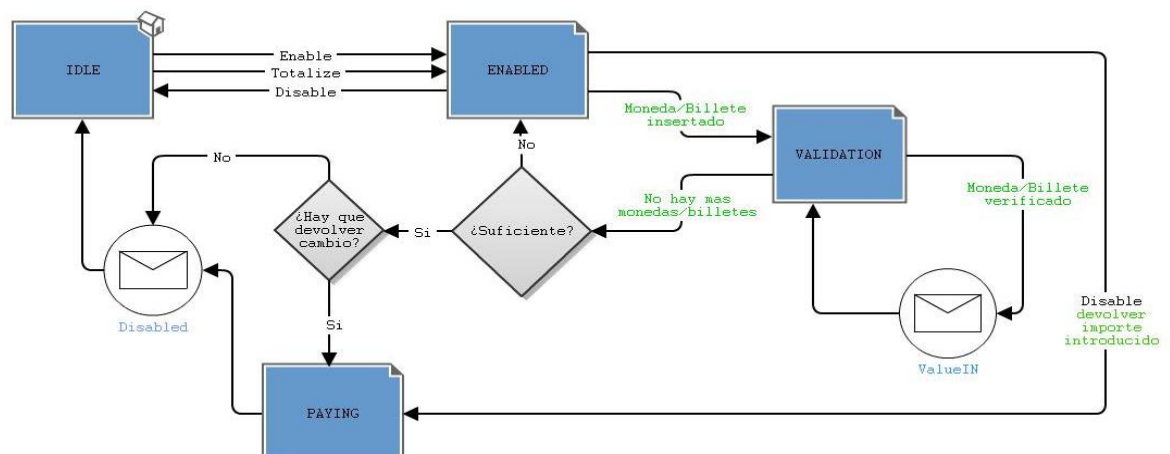 IDLE
Enable
Totalize
Disable
ENABLED
Moneda/Billete
insertado
VALIDATION
Moneda/Billete
verificado
No
No
¿Hay que
devolver
cambio?
Si
¿Suficiente?
No hay mas
monedas/billetes
Disabled
Si
ValueIN
Disable
devolver
importe
introducido
PAYING